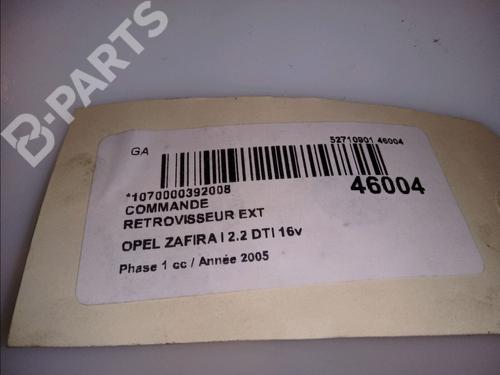 B-PARTS
GA
52710901 46004
*1070000392008
46004
COMMANDE
RETROVISSEUR EXT
OPEL ZAFIRA I 2.2 DTI 16v
Phase 1 cc / Année 2005
B-PARTS